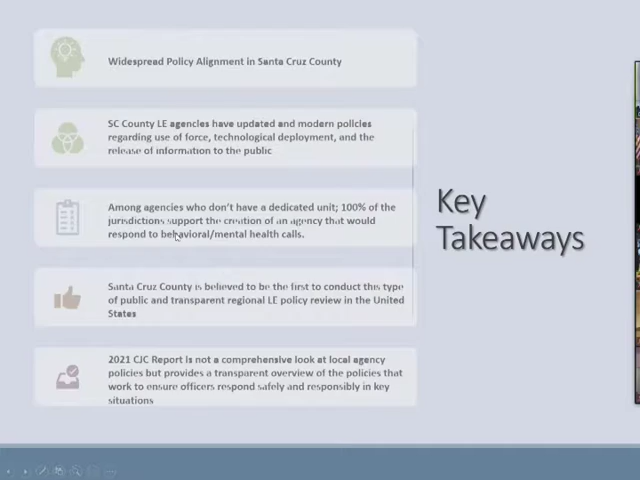 Widespread Policy Alignment in Santa Cruz County
SC County LE agencies have updated and modern policies
regarding use of force, technological deployment, and the
release of information to the public
Among agencies who don't have a dedicated unit; 100% of the
jurisdictions support the creation of an agency that would
respond to behavioral/mental health calls.
Santa Cruz County is believed to be the first to conduct this type
of public and transparent regional LE policy review in the United
States
2021 CJC Report is not a comprehensive look at local agency
policies but provides a transparent overview of the policies that
work to ensure officers respond safely and responsibly in key
situations
Key
Takeaways